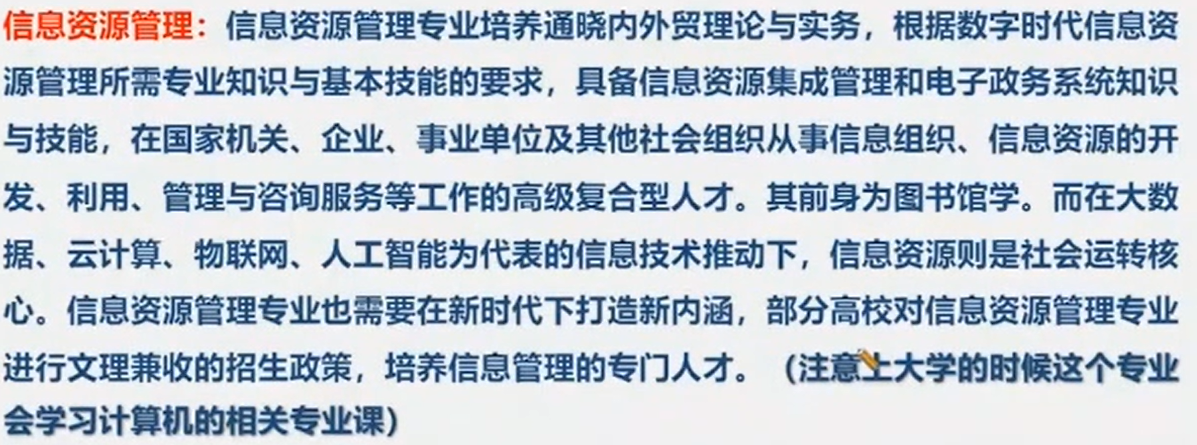 信息资源管理：信息资源管理专业培养通晓内外贸理论与实务，根据数字时代信息资
源管理所需专业知识与基本技能的要求，具备信息资源集成管理和电子政务系统知识
与技能，在国家机关、企业、事业单位及其他社会组织从事信息组织、信息资源的开
发、利用、管理与咨询服务等工作的高级复合型人才。其前身为图书馆学。而在大数
据、云计算、物联网、人工智能为代表的信息技术推动下，信息资源则是社会运转核
心。信息资源管理专业也需要在新时代下打造新内涵，部分高校对信息资源管理专业
进行文理兼收的招生政策，培养信息管理的专门人才。（注意上大学的时候这个专业
会学习计算机的相关专业课）